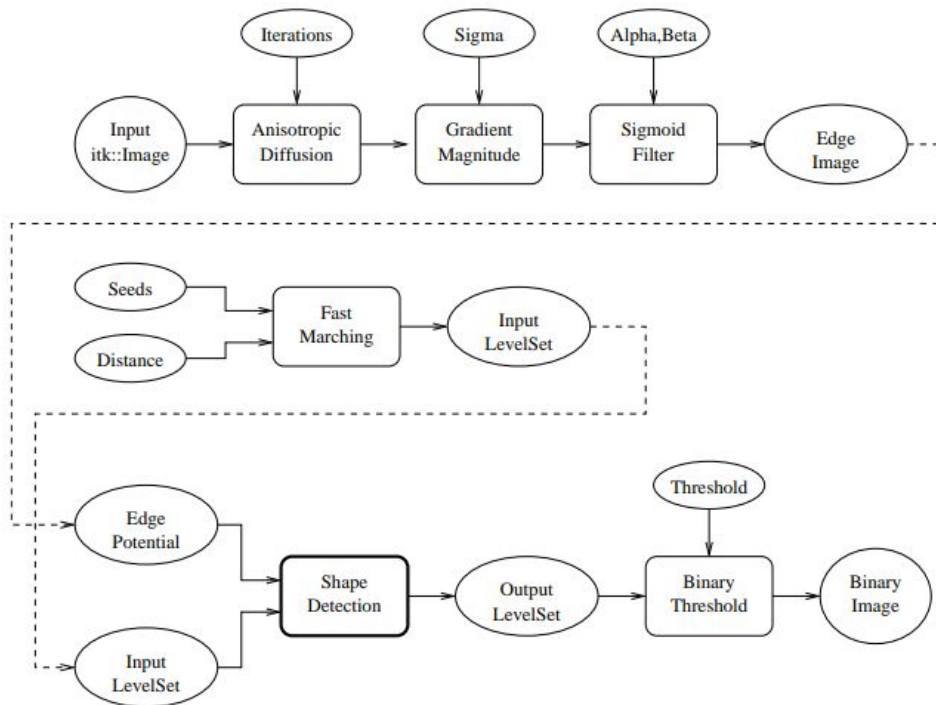 Iterations
Sigma
Alpha,Beta
Input
itk::Image
Anisotropic
Diffusion
Gradient
Magnitude
Sigmoid
Filter
Edge
Image
Seeds
Distance
Fast
Marching
Input
LevelSet
Edge
Potential
Input
LevelSet
Shape
Detection
Output
LevelSet
Threshold
Binary
Threshold
Binary
Image